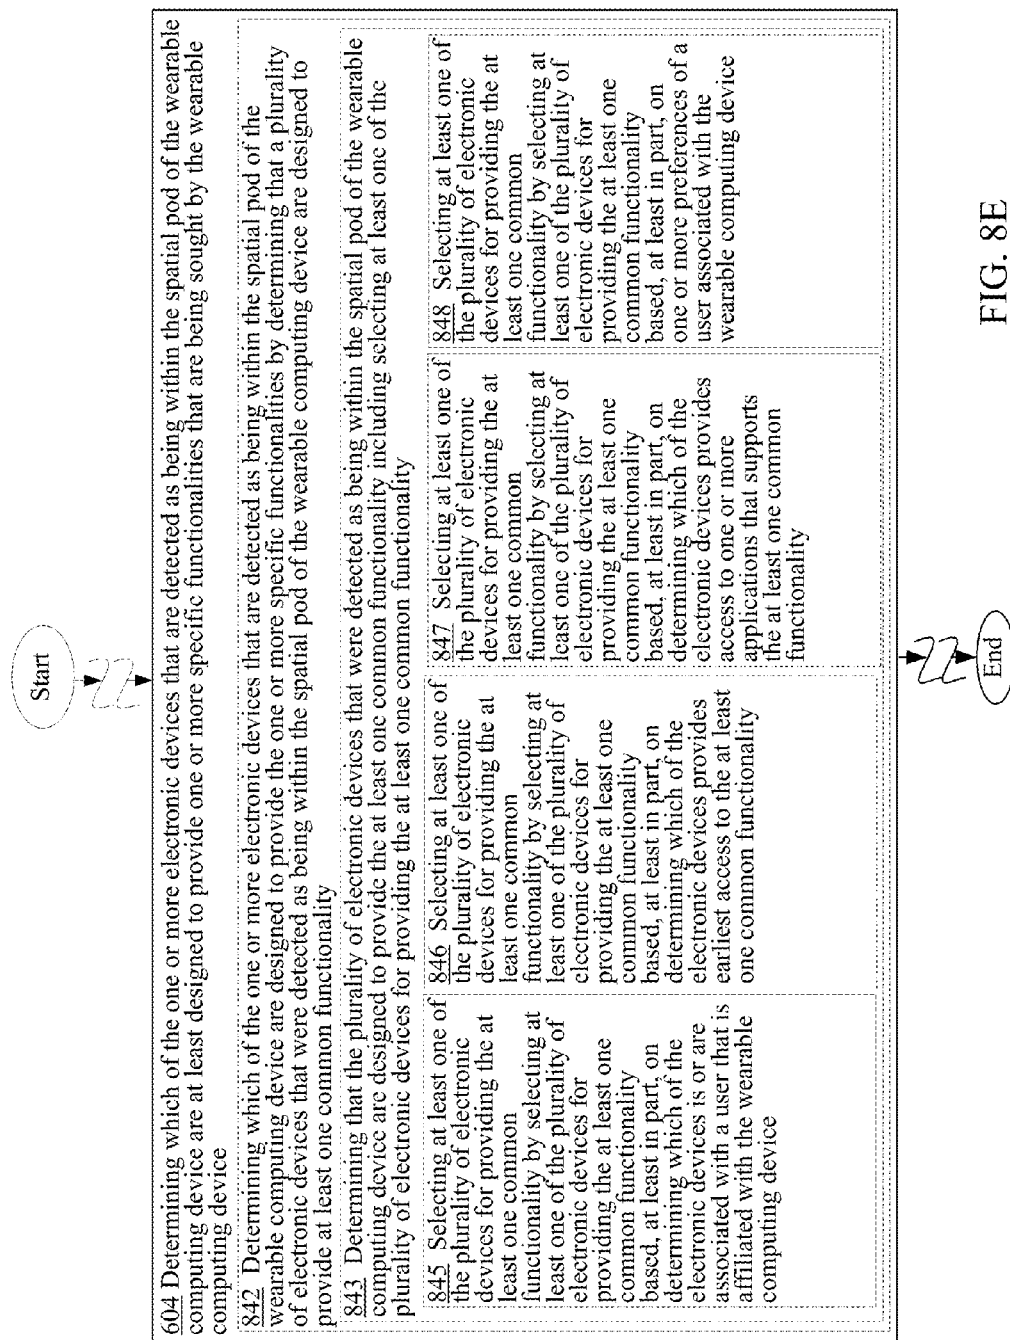 Start
604 Determining which of the one or more electronic devices that are detected as being within the spatial pod of the wearable
computing device are at least designed to provide one or more specific functionalities that are being sought by the wearable
computing device
842 Determining which of the one or more electronic devices that are detected as being within the spatial pod of the
wearable computing device are designed to provide the one or more specific functionalities by determining that a plurality
of electronic devices that were detected as being within the spatial pod of the wearable computing device are designed to
provide at least one common functionality
843 Determining that the plurality of electronic devices that were detected as being within the spatial pod of the wearable
computing device are designed to provide the at least one common functionality including selecting at least one of the
plurality of electronic devices for providing the at least one common functionality
845 Selecting at least one of
the plurality of electronic
devices for providing the at
least one common
functionality by selecting at
least one of the plurality of
electronic devices for
providing the at least one
common functionality
based, at least in part, on
determining which of the
electronic devices is or are
associated with a user that is
affiliated with the wearable
computing device
846 Selecting at least one of
the plurality of electronic
devices for providing the at
least one common
functionality by selecting at
least one of the plurality of
electronic devices for
providing the at least one
common functionality
based, at least in part, on
determining which of the
electronic devices provides
earliest access to the at least
one common functionality
847 Selecting at least one of
the plurality of electronic
devices for providing the at
least one common
functionality by selecting at
least one of the plurality of
electronic devices for
providing the at least one
common functionality
based, at least in part, on
determining which of the
electronic devices provides
access to one or more
applications that supports
the at least one common
functionality
848 Selecting at least one of
the plurality of electronic
devices for providing the at
least one common
functionality by selecting at
least one of the plurality of
electronic devices for
providing the at least one
common functionality
based, at least in part, on
one or more preferences of a
user associated with the
wearable computing device
End
FIG. 8E